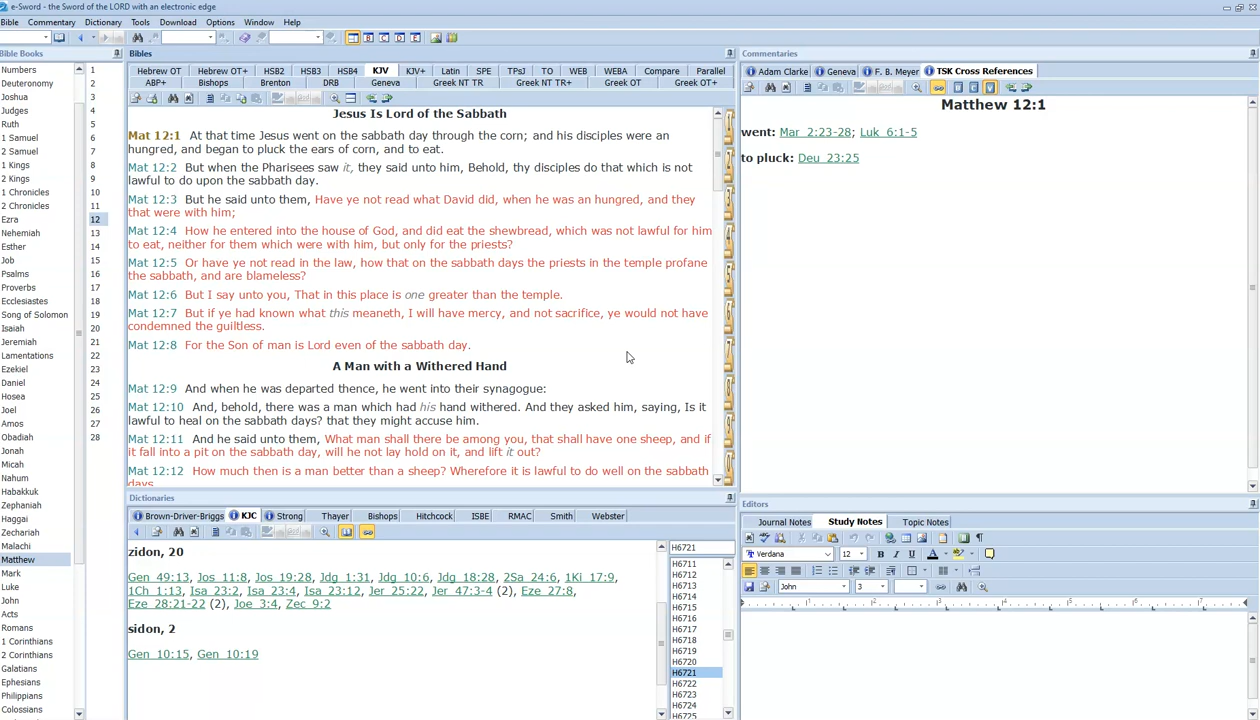 e-Sword - the Sword of the LORD with an electronic edge
Bible Commentary Dictionary Tools Download Options Window Help
Bible Books
Numbers
Deuteronomy
Joshua
Judges
Ruth
1 Samuel
2 Samuel
1 Kings
2 Kings
1 Chronicles
2 Chronicles
Ezra
Nehemiah
Esther
Job
Psalms
Proverbs
Ecclesiastes
Song of Solomon
Isaiah
Jeremiah
Lamentations
Ezekiel
Daniel
Hosea
Joel
Amos
Obadiah
Jonah
Micah
Nahum
Habakkuk
Zephaniah
Haggai
Zechariah
Malachi
Matthew
Mark
Luke
John
Acts
Romans
1 Corinthians
2 Corinthians
Galatians
Ephesians
Philippians
Colossians
1
2
3
4
5
6
7
8
9
10
11
12
13
14
15
16
17
18
19
20
21
22
23
24
25
26
27
28
Bibles
Hebrew OT Hebrew OT+ HSB2 HSB3 HSB4 KJV KJV+ Latin SPE TPsJ TO WEB WEBA Compare Parallel
ABP+ Bishops Brenton DRB Geneva Greek NT TR Greek NT TR+ Greek OT Greek OT+
Jesus Is Lord of the Sabbath
Mat 12:1 At that time Jesus went on the sabbath day through the corn; and his disciples were an
hungred, and began to pluck the ears of corn, and to eat.
Mat 12:2 But when the Pharisees saw it, they said unto him, Behold, thy disciples do that which is not
lawful to do upon the sabbath day.
Mat 12:3 But he said unto them, Have ye not read what David did, when he was an hungred, and they
that were with him;
Mat 12:4 How he entered into the house of God, and did eat the shewbread, which was not lawful for him
to eat, neither for them which were with him, but only for the priests?
Mat 12:5 Or have ye not read in the law, how that on the sabbath days the priests in the temple profane
the sabbath, and are blameless?
Mat 12:6 But I say unto you, That in this place is one greater than the temple.
Mat 12:7 But if ye had known what this meaneth, I will have mercy, and not sacrifice, ye would not have
condemned the guiltless.
Mat 12:8 For the Son of man is Lord even of the sabbath day.
A Man with a Withered Hand
Mat 12:9 And when he was departed thence, he went into their synagogue:
Mat 12:10 And, behold, there was a man which had his hand withered. And they asked him, saying, Is it
lawful to heal on the sabbath days? that they might accuse him.
Mat 12:11 And he said unto them, What man shall there be among you, that shall have one sheep, and if
it fall into a pit on the sabbath day, will he not lay hold on it, and lift it out?
Mat 12:12 How much then is a man better than a sheep? Wherefore it is lawful to do well on the sabbath
days.
Dictionaries
Brown-Driver-Briggs KJC Strong Thayer Bishops Hitchcock ISBE RMAC Smith Webster
zidon, 20
Gen 49:13, Jos 11:8, Jos 19:28, Jdg 1:31, Jdg 10:6, Jdg 18:28, 2Sa 24:6, 1Ki 17:9,
1Ch 1:13, Isa 23:2, Isa 23:4, Isa 23:12, Jer 25:22, Jer 47:3-4 (2), Eze 27:8,
Eze 28:21-22 (2), Joe 3:4, Zec 9:2
sidon, 2
Gen 10:15, Gen 10:19
H6721
H6711
H6712
H6713
H6714
H6715
H6716
H6717
H6718
H6719
H6720
H6721
H6722
H6723
H6724
H6725
Commentaries
Adam Clarke Geneva F. B. Meyer TSK Cross References
Matthew 12:1
went: Mar 2:23-28; Luk 6:1-5
to pluck: Deu 23:25
Editors
Journal Notes Study Notes Topic Notes
Verdana 12 B I U A
John 3
1 2 3 4 5 6 7